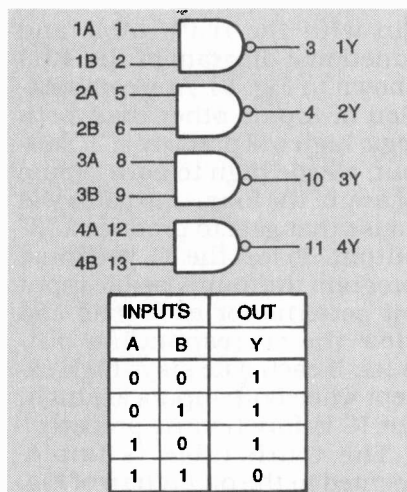 1A 1
1B 2
3 1Y
2A 5
2B 6
4 2Y
3A 8
3B 9
10 3Y
4A 12
4B 13
11 4Y
INPUTS OUT
A B Y
0 0 1
0 1 1
1 0 1
1 1 0